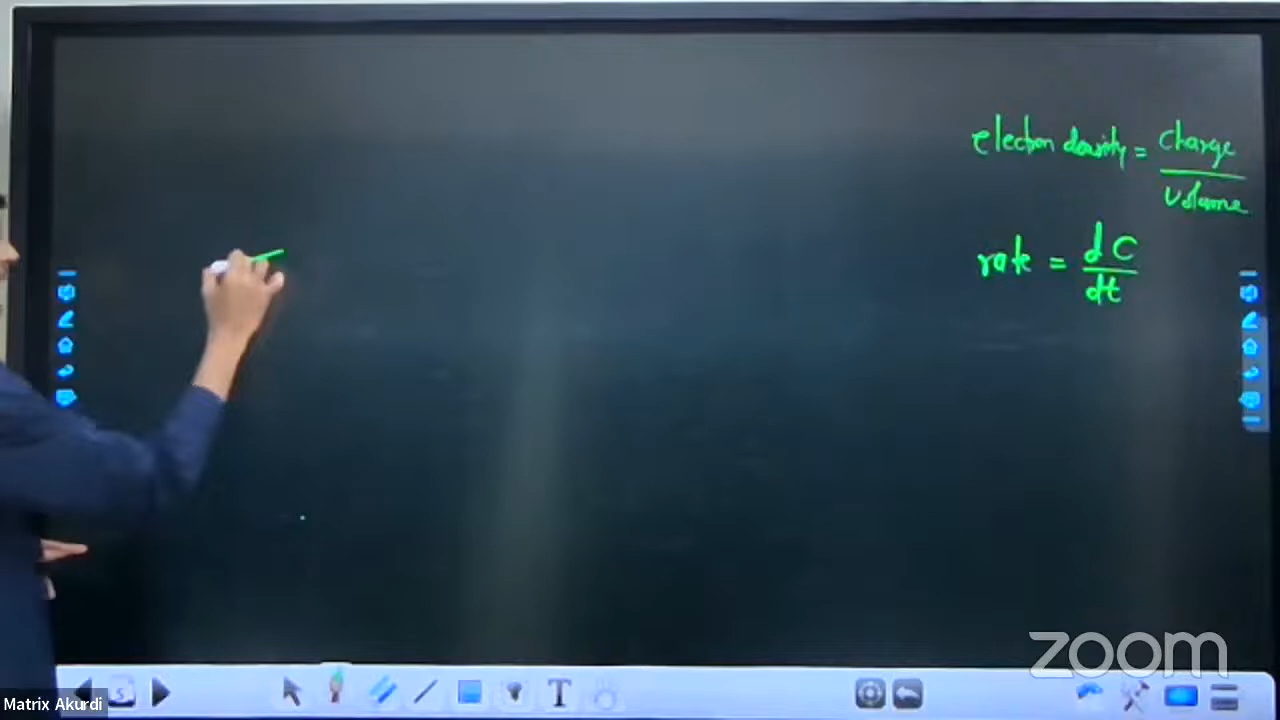 electron density = charge
volume
rate = dC
dt
zoom
Matrix Akurdi